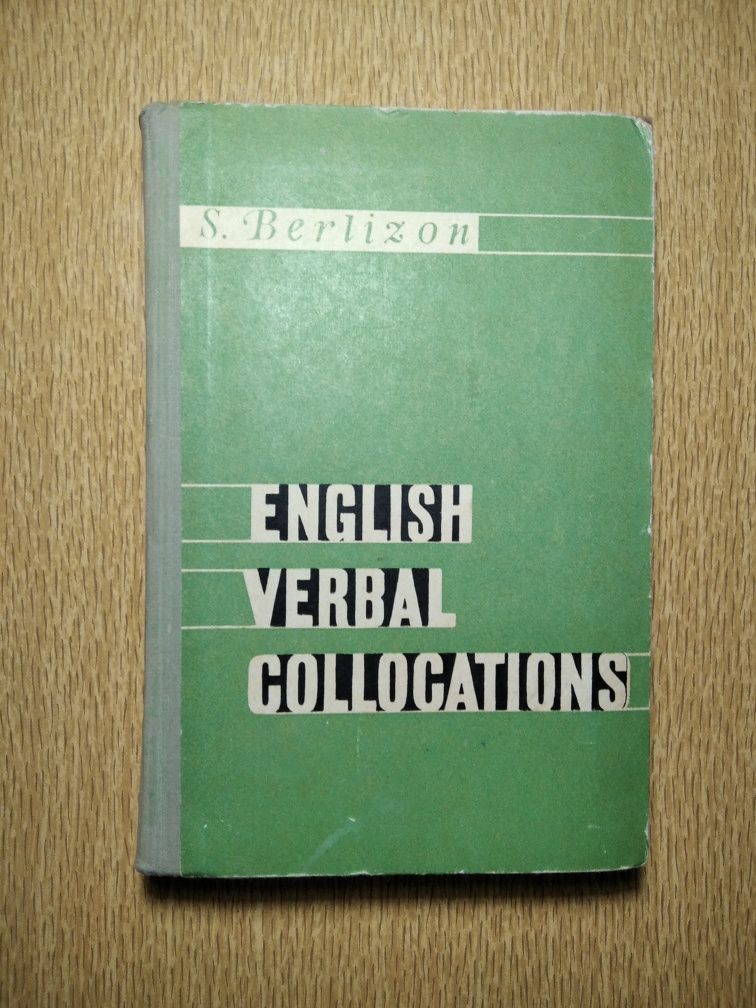 S. Berlizon
ENGLISH
VERBAL
COLLOCATIONS